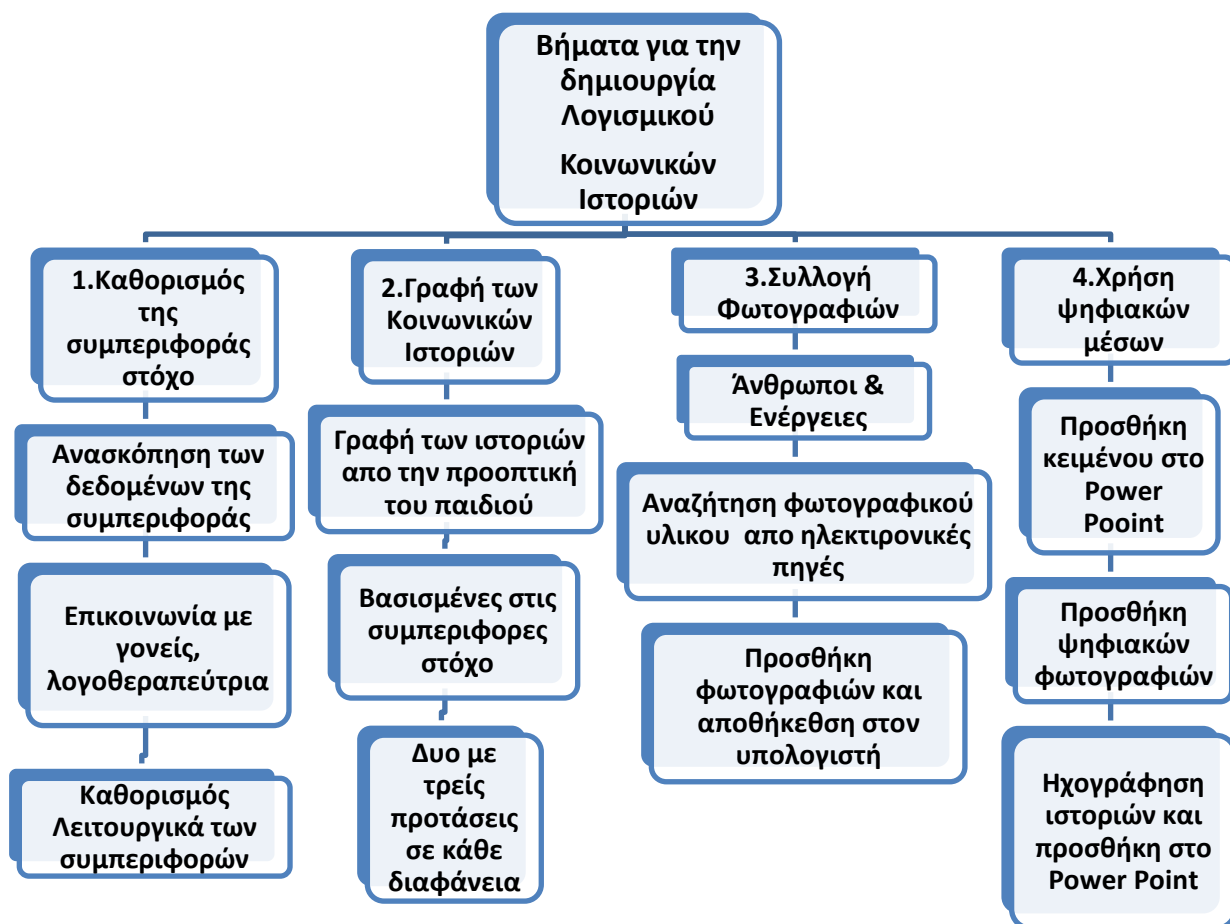 Βήματα για την
δημιουργία
Λογισμικού
Κοινωνικών
Ιστοριών
1.Καθορισμός
της
συμπεριφοράς
στόχο
Ανασκόπηση των
δεδομένων της
συμπεριφοράς
Επικοινωνία με
γονείς,
λογοθεραπεύτρια
Καθορισμός
Λειτουργικά των
συμπεριφορών
2.Γραφή των
Κοινωνικών
Ιστοριών
Γραφή των ιστοριών
απο την προοπτική
του παιδιού
Βασισμένες στις
συμπεριφορες
στόχο
Δυο με
τρείς
προτάσεις
σε κάθε
διαφάνεια
3.Συλλογή
Φωτογραφιών
Άνθρωποι &
Ενέργειες
Αναζήτηση φωτογραφικού
υλικου απο ηλεκτιρονικές
πηγές
Προσθήκη
φωτογραφιών και
αποθήκεθση στον
υπολογιστή
4.Χρήση
ψηφιακών
μέσων
Προσθήκη
κειμένου στο
Power
Pooint
Προσθήκη
ψηφιακών
φωτογραφιών
Ηχογράφηση
ιστοριών και
προσθήκη στο
Power Point